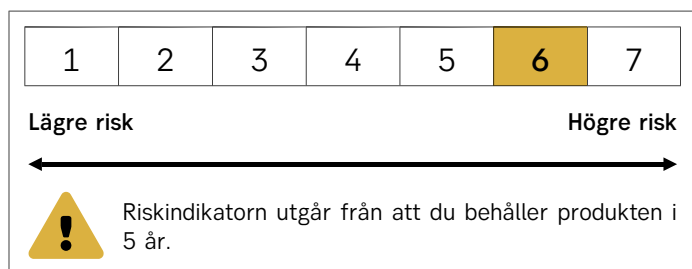 1 2 3 4 5 6 7
Lägre risk Högre risk
Riskindikatorn utgår från att du behåller produkten i
5 år.